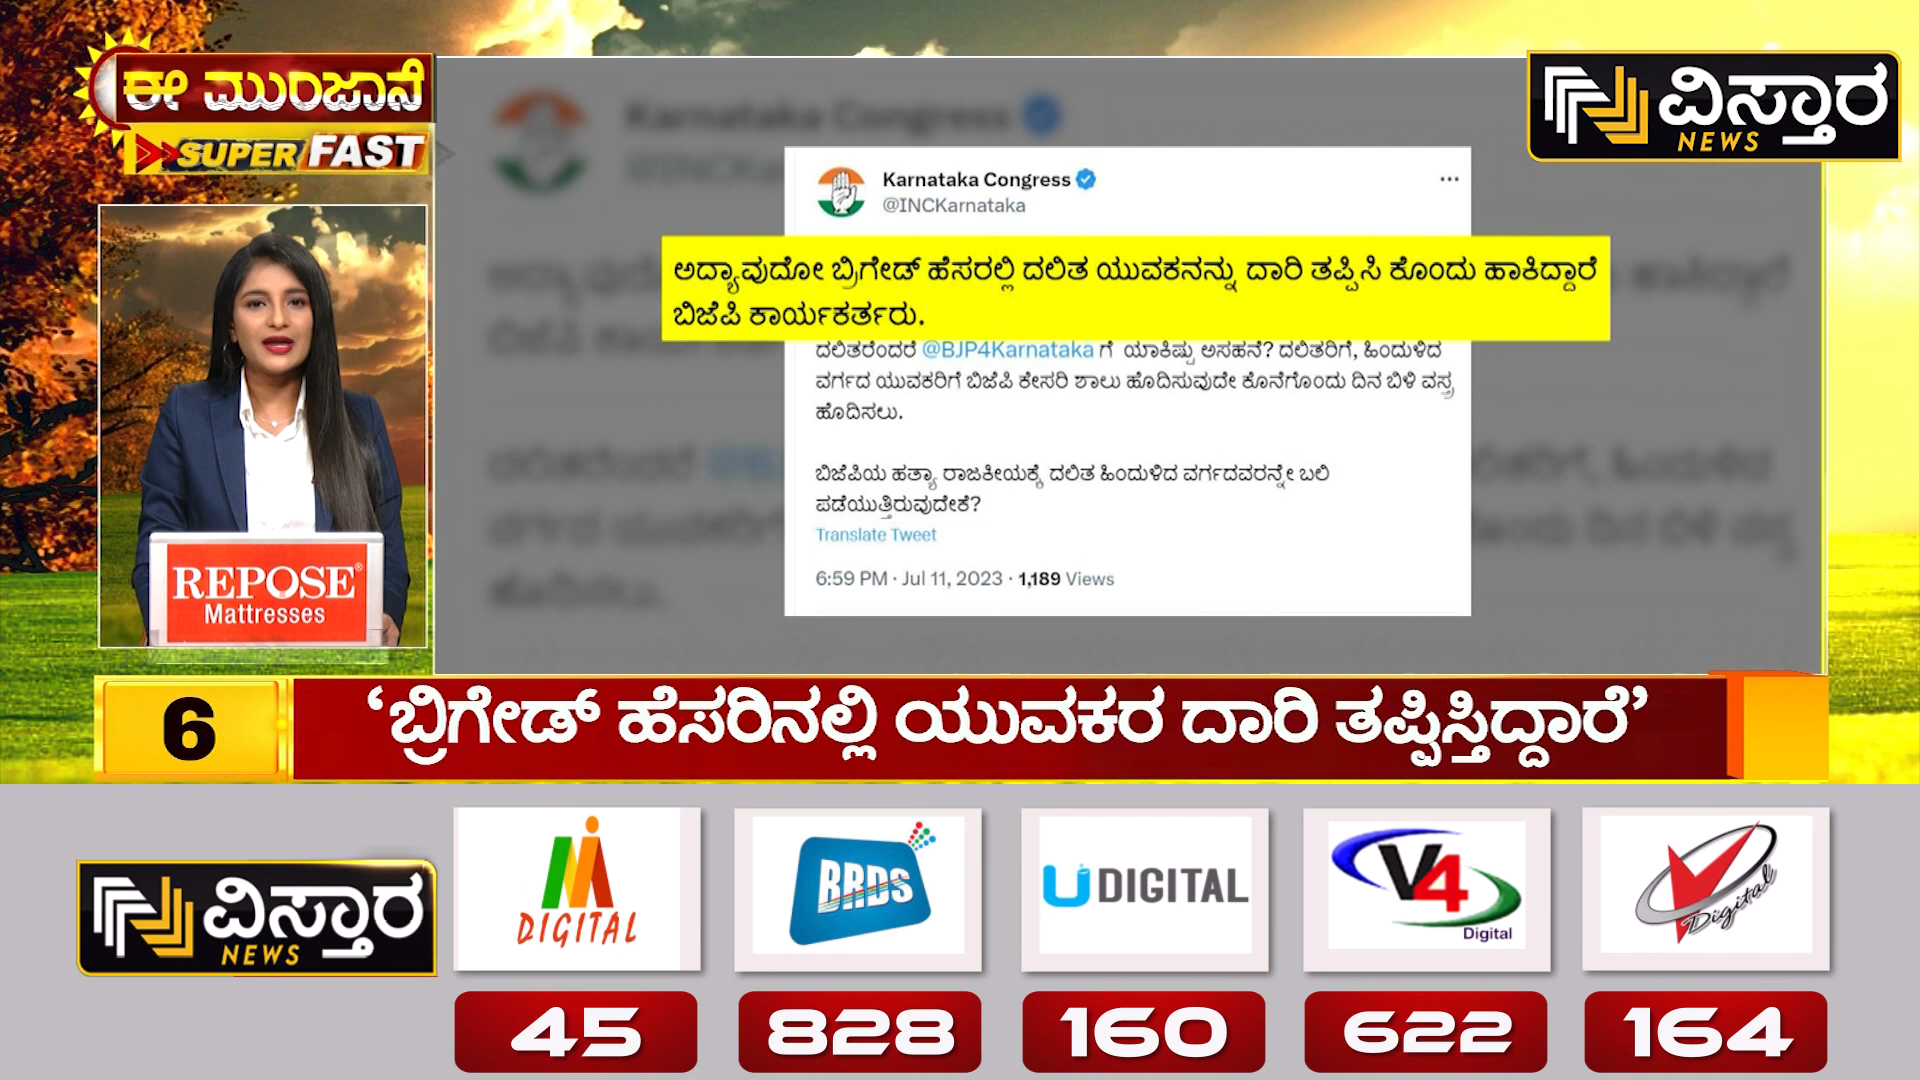 ಈ ಮುಂಜಾನೆ
SUPER FAST
ವಿಸ್ತಾರ
NEWS
Karnataka Congress
Karnataka Congress
@INCKarnataka
ಅದ್ಯಾವುದೋ ಬ್ರಿಗೇಡ್ ಹೆಸರಲ್ಲಿ ದಲಿತ ಯುವಕನನ್ನು ದಾರಿ ತಪ್ಪಿಸಿ ಕೊಂದು ಹಾಕಿದ್ದಾರೆ
ಬಿಜೆಪಿ ಕಾರ್ಯಕರ್ತರು.
ದಲಿತರೆಂದರೆ @BJP4Karnataka ಗೆ ಯಾಕಿಷ್ಟು ಅಸಹನೆ? ದಲಿತರಿಗೆ, ಹಿಂದುಳಿದ
ವರ್ಗದ ಯುವಕರಿಗೆ ಬಿಜೆಪಿ ಕೇಸರಿ ಶಾಲು ಹೊದಿಸುವುದೇ ಕೊನೆಗೊಂದು ದಿನ ಬಿಳಿ ವಸ್ತ್ರ
ಹೊದಿಸಲು.
ಬಿಜೆಪಿಯ ಹತ್ಯಾ ರಾಜಕೀಯಕ್ಕೆ ದಲಿತ ಹಿಂದುಳಿದ ವರ್ಗದವರನ್ನೇ ಬಲಿ
ಪಡೆಯುತ್ತಿರುವುದೇಕೆ?
Translate Tweet
6:59 PM · Jul 11, 2023 · 1,189 Views
REPOSE®
Mattresses
6
‘ಬ್ರಿಗೇಡ್ ಹೆಸರಿನಲ್ಲಿ ಯುವಕರ ದಾರಿ ತಪ್ಪಿಸ್ತಿದ್ದಾರೆ’
ವಿಸ್ತಾರ
NEWS
DIGITAL
BRDS
U DIGITAL
V4
Digital
V Digital
45
828
160
622
164